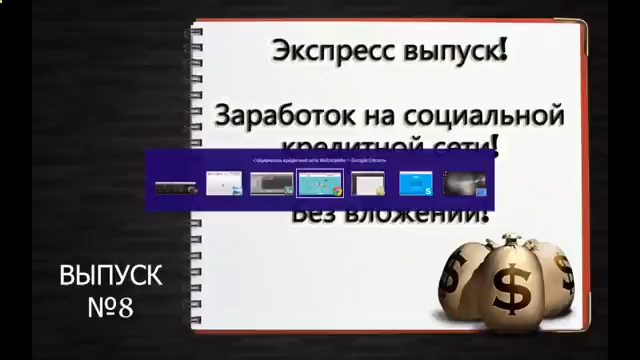 Экспресс выпуск!
Заработок на социальной
кредитной сети!
Без вложений!
ВЫПУСК
№8
$
$
$